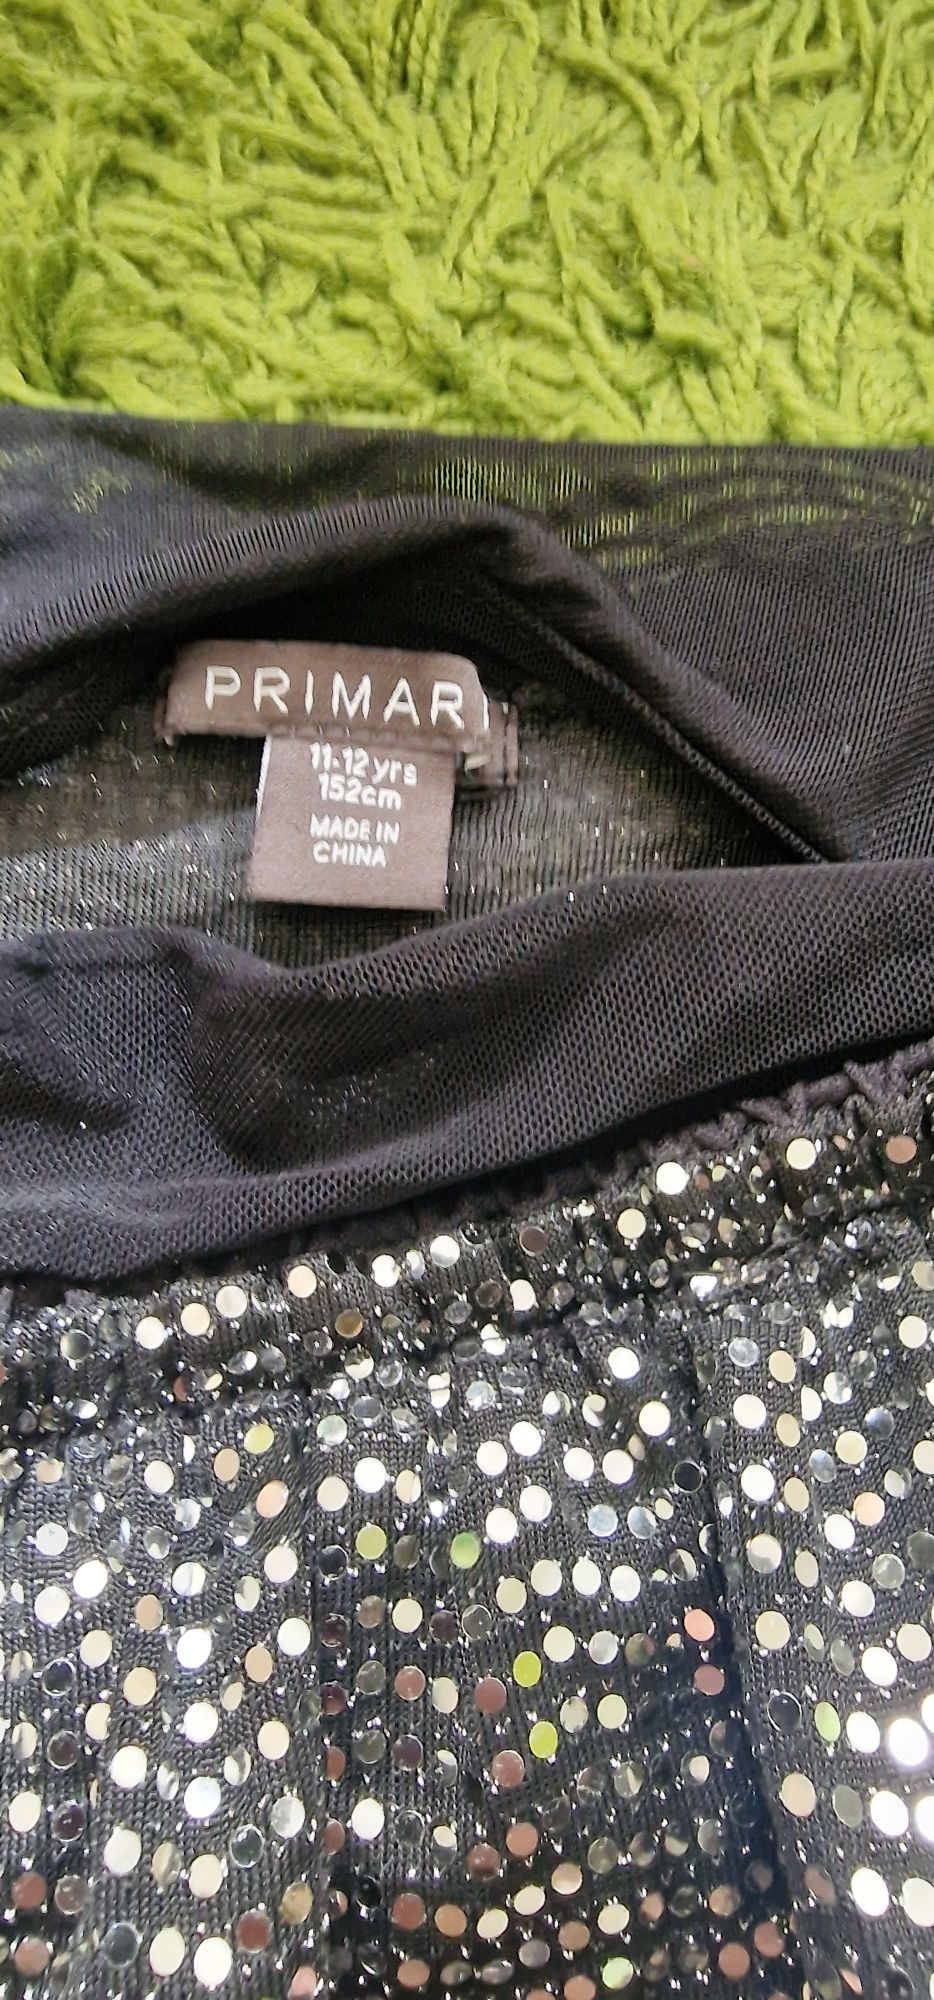 PRIMAR
11-12 yrs
152cm
MADE IN
CHINA